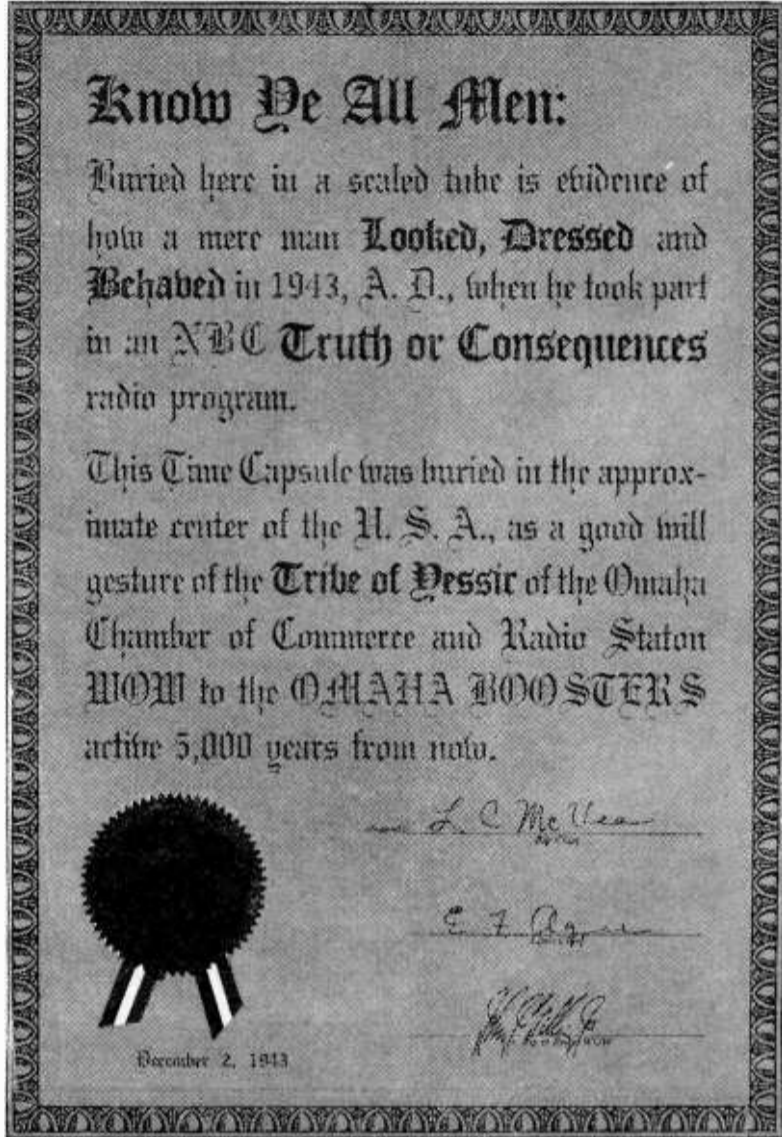 Know Ye All Men:
Buried here in a sealed tube is evidence of
how a mere man Looked, Dressed and
Behaved in 1943, A. D., when he took part
in an NBC Truth or Consequences
radio program.
This Time Capsule was buried in the approx-
imate center of the U. S. A., as a good will
gesture of the Tribe of Yessir of the Omaha
Chamber of Commerce and Radio Staton
WOW to the OMAHA BOOSTERS
active 5,000 years from now.
L. C. McVea
E. F.
December 2, 1943